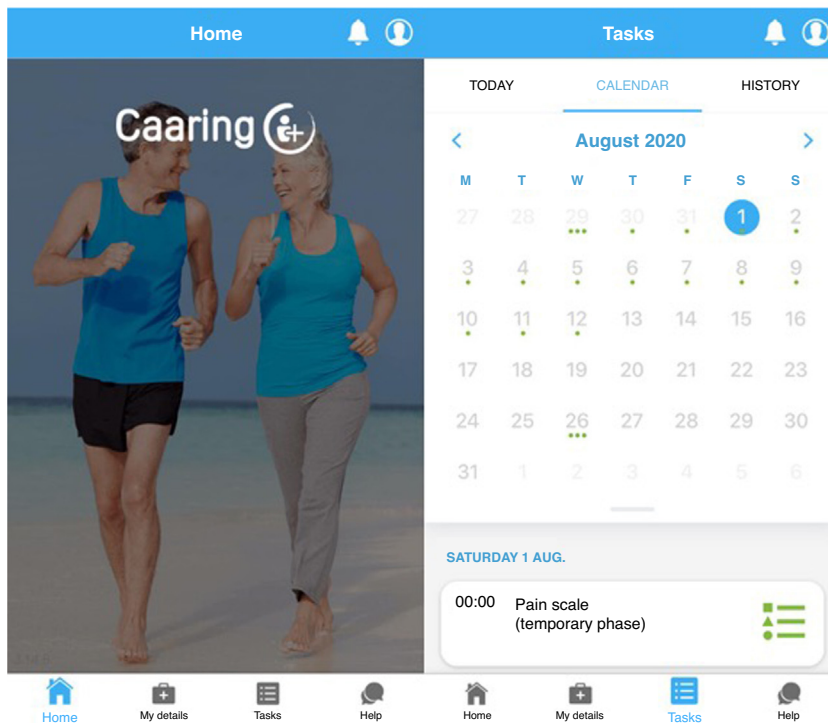 Home
Caaring
3.14.6
Home
My details
Tasks
Help
Tasks
TODAY
CALENDAR
HISTORY
August 2020
M T W T F S S
27 28 29 30 31 1 2
3 4 5 6 7 8 9
10 11 12 13 14 15 16
17 18 19 20 21 22 23
24 25 26 27 28 29 30
31 1 2 3 4 5 6
SATURDAY 1 AUG.
00:00 Pain scale
(temporary phase)
Home
My details
Tasks
Help